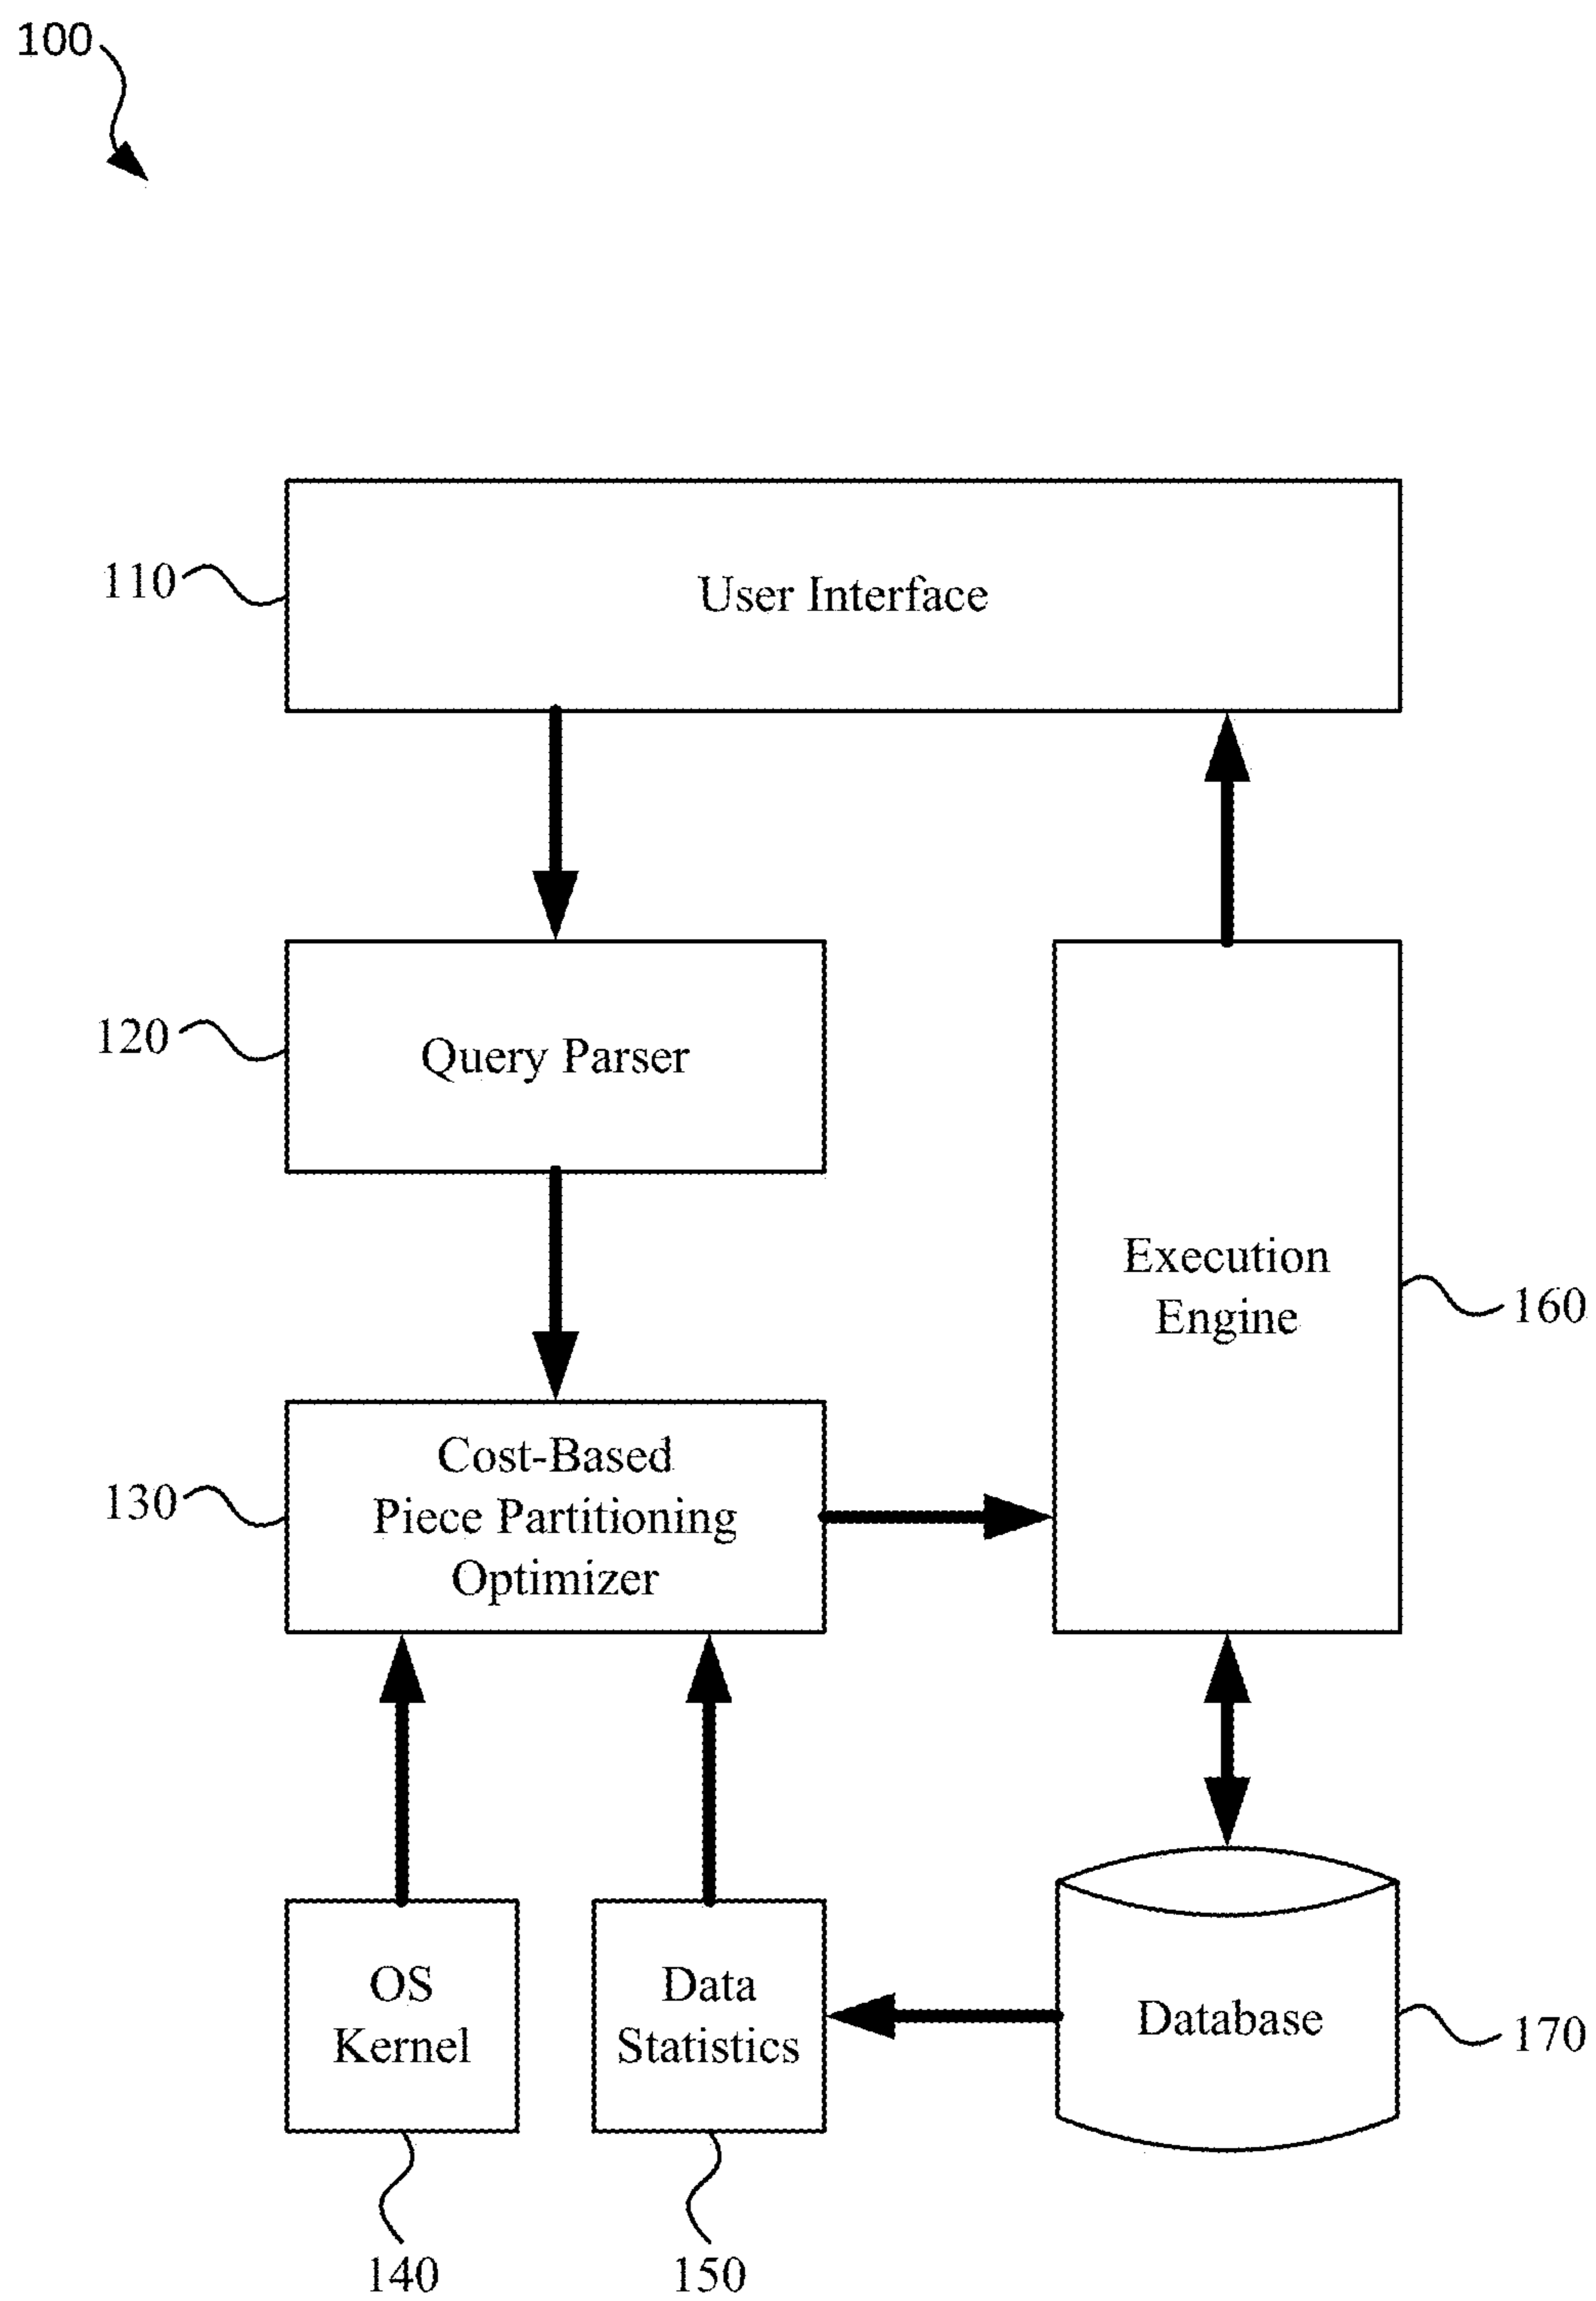 100
110
User Interface
120
Query Parser
Execution
Engine
160
130
Cost-Based
Piece Partitioning
Optimizer
OS
Kernel
Data
Statistics
Database
170
140
150